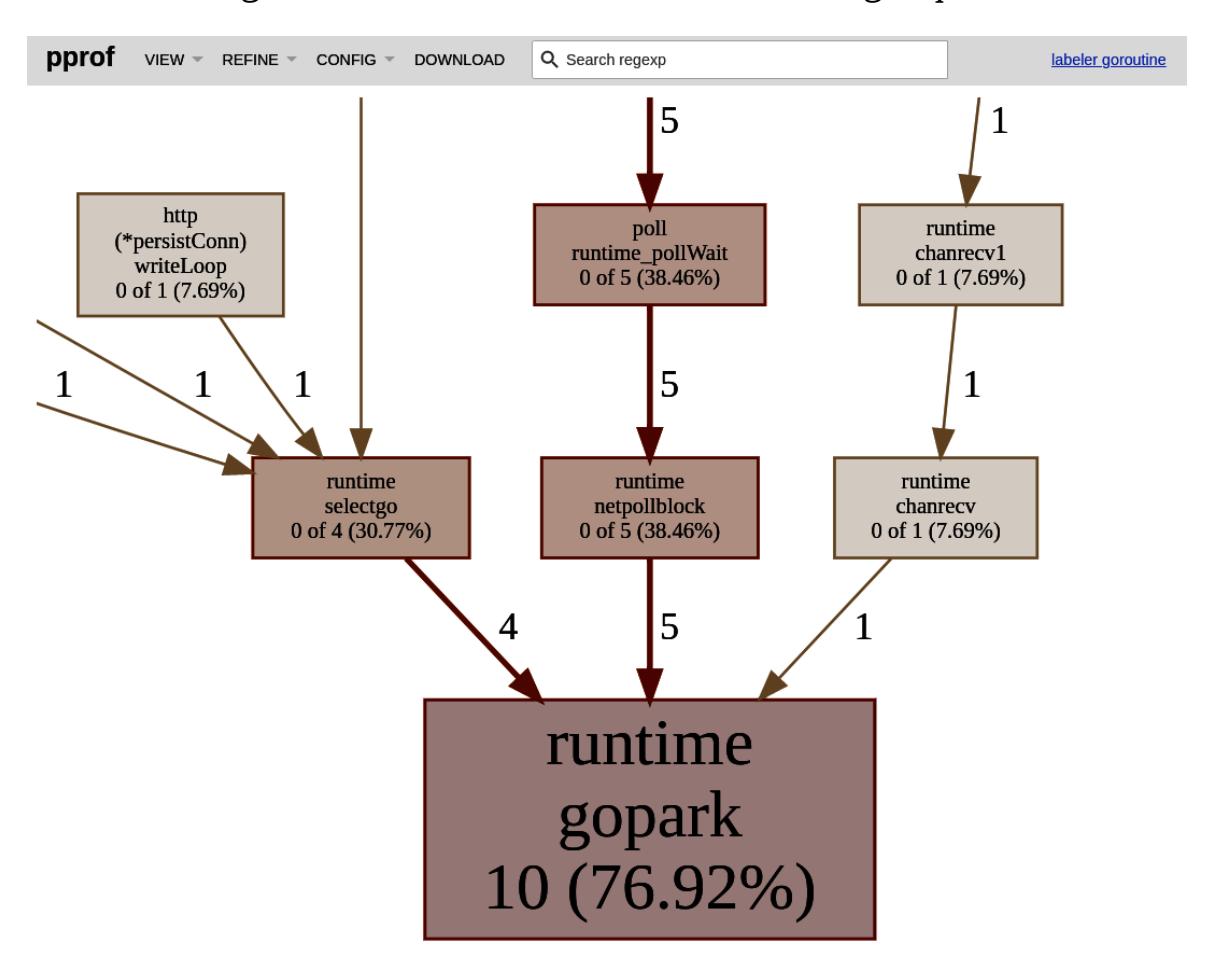 pprof VIEW REFINE CONFIG DOWNLOAD Search regexp labeler goroutine
5
1
http
(*persistConn)
writeLoop
0 of 1 (7.69%)
poll
runtime_pollWait
0 of 5 (38.46%)
runtime
chanrecv1
0 of 1 (7.69%)
1
1
1
5
1
runtime
selectgo
0 of 4 (30.77%)
runtime
netpollblock
0 of 5 (38.46%)
runtime
chanrecv
0 of 1 (7.69%)
4
5
1
runtime
gopark
10 (76.92%)